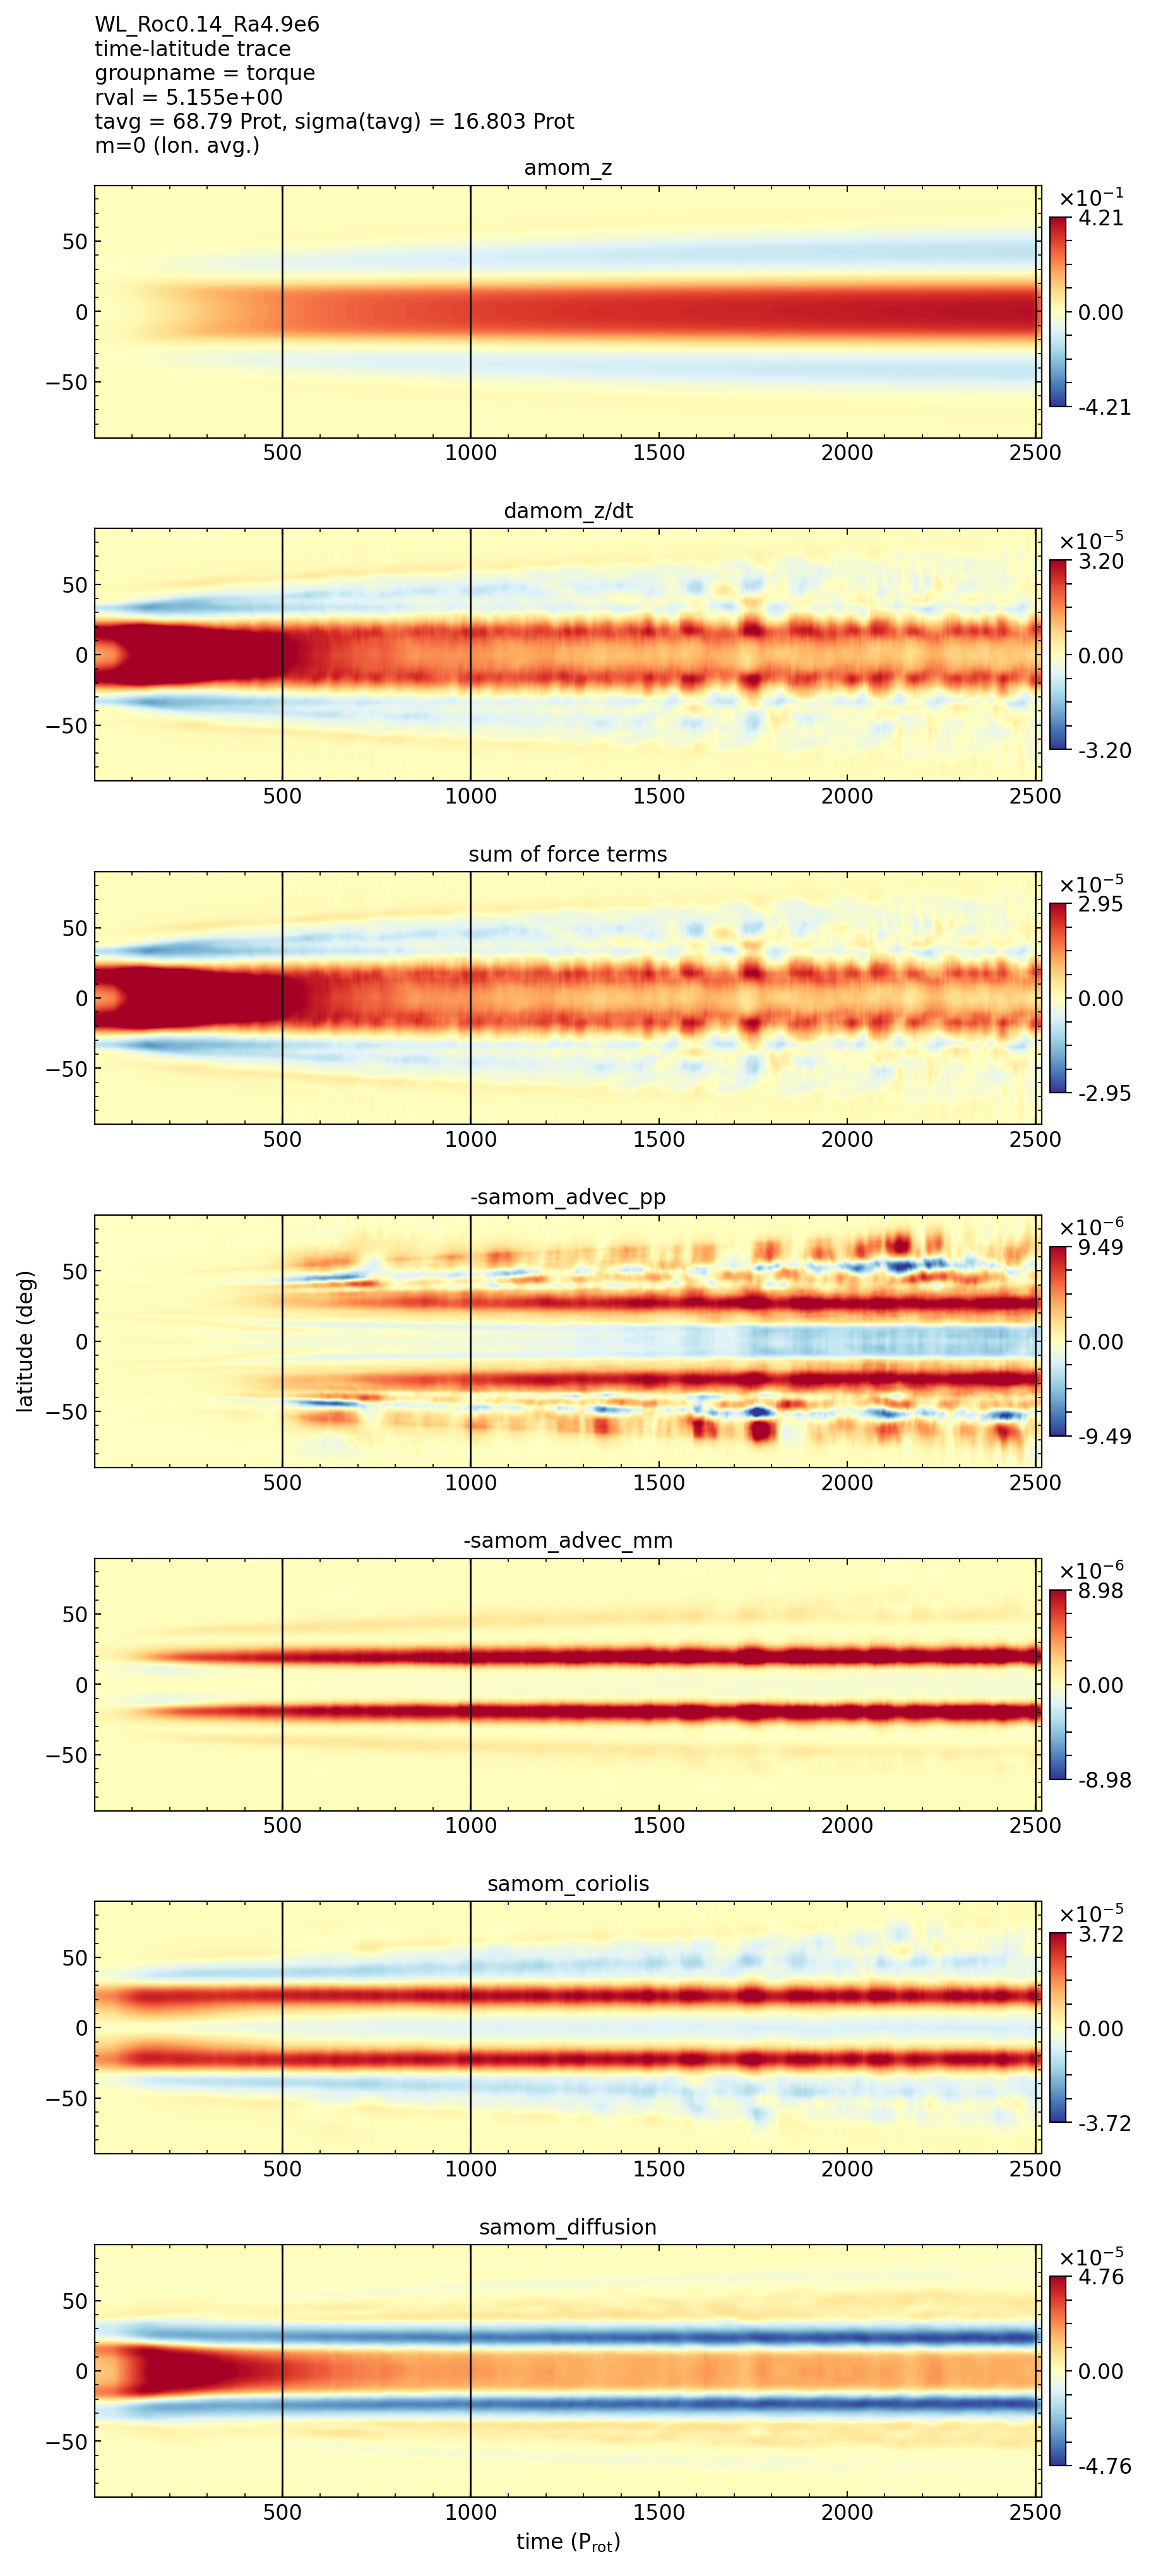 WL_Roc0.14_Ra4.9e6
time-latitude trace
groupname = torque
rval = 5.155e+00
tavg = 68.79 Prot, sigma(tavg) = 16.803 Prot
m=0 (lon. avg.)
amom_z
×10⁻¹
4.21
0.00
-4.21
50
0
−50
500 1000 1500 2000 2500
damom_z/dt
×10⁻⁵
3.20
0.00
-3.20
50
0
−50
500 1000 1500 2000 2500
sum of force terms
×10⁻⁵
2.95
0.00
-2.95
50
0
−50
500 1000 1500 2000 2500
-samom_advec_pp
×10⁻⁶
9.49
0.00
-9.49
latitude (deg)
50
0
−50
500 1000 1500 2000 2500
-samom_advec_mm
×10⁻⁶
8.98
0.00
-8.98
50
0
−50
500 1000 1500 2000 2500
samom_coriolis
×10⁻⁵
3.72
0.00
-3.72
50
0
−50
500 1000 1500 2000 2500
samom_diffusion
×10⁻⁵
4.76
0.00
-4.76
50
0
−50
500 1000 1500 2000 2500
time (Prot)